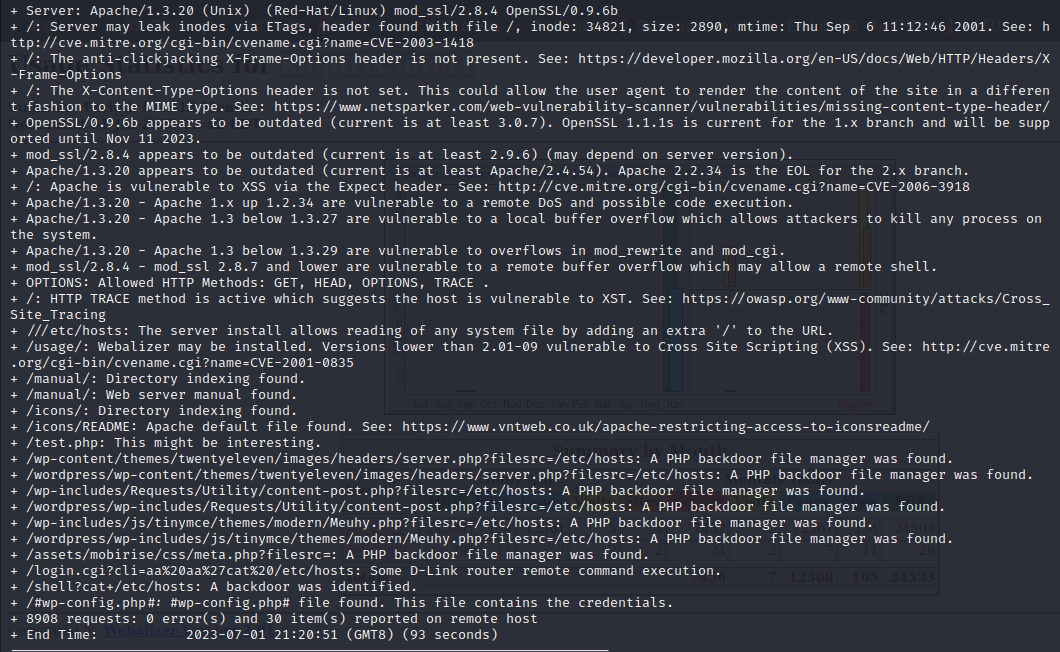 + Server: Apache/1.3.20 (Unix)  (Red-Hat/Linux) mod_ssl/2.8.4 OpenSSL/0.9.6b
+ /: Server may leak inodes via ETags, header found with file /, inode: 34821, size: 2890, mtime: Thu Sep  6 11:12:46 2001. See: h
ttp://cve.mitre.org/cgi-bin/cvename.cgi?name=CVE-2003-1418
+ /: The anti-clickjacking X-Frame-Options header is not present. See: https://developer.mozilla.org/en-US/docs/Web/HTTP/Headers/X
-Frame-Options
+ /: The X-Content-Type-Options header is not set. This could allow the user agent to render the content of the site in a differen
t fashion to the MIME type. See: https://www.netsparker.com/web-vulnerability-scanner/vulnerabilities/missing-content-type-header/
+ OpenSSL/0.9.6b appears to be outdated (current is at least 3.0.7). OpenSSL 1.1.1s is current for the 1.x branch and will be supp
orted until Nov 11 2023.
+ mod_ssl/2.8.4 appears to be outdated (current is at least 2.9.6) (may depend on server version).
+ Apache/1.3.20 appears to be outdated (current is at least Apache/2.4.54). Apache 2.2.34 is the EOL for the 2.x branch.
+ /: Apache is vulnerable to XSS via the Expect header. See: http://cve.mitre.org/cgi-bin/cvename.cgi?name=CVE-2006-3918
+ Apache/1.3.20 - Apache 1.x up 1.2.34 are vulnerable to a remote DoS and possible code execution.
+ Apache/1.3.20 - Apache 1.3 below 1.3.27 are vulnerable to a local buffer overflow which allows attackers to kill any process on
the system.
+ Apache/1.3.20 - Apache 1.3 below 1.3.29 are vulnerable to overflows in mod_rewrite and mod_cgi.
+ mod_ssl/2.8.4 - mod_ssl 2.8.7 and lower are vulnerable to a remote buffer overflow which may allow a remote shell.
+ OPTIONS: Allowed HTTP Methods: GET, HEAD, OPTIONS, TRACE .
+ /: HTTP TRACE method is active which suggests the host is vulnerable to XST. See: https://owasp.org/www-community/attacks/Cross_
Site_Tracing
+ ///etc/hosts: The server install allows reading of any system file by adding an extra '/' to the URL.
+ /usage/: Webalizer may be installed. Versions lower than 2.01-09 vulnerable to Cross Site Scripting (XSS). See: http://cve.mitre
.org/cgi-bin/cvename.cgi?name=CVE-2001-0835
+ /manual/: Directory indexing found.
+ /manual/: Web server manual found.
+ /icons/: Directory indexing found.
+ /icons/README: Apache default file found. See: https://www.vntweb.co.uk/apache-restricting-access-to-iconsreadme/
+ /test.php: This might be interesting.
+ /wp-content/themes/twentyeleven/images/headers/server.php?filesrc=/etc/hosts: A PHP backdoor file manager was found.
+ /wordpress/wp-content/themes/twentyeleven/images/headers/server.php?filesrc=/etc/hosts: A PHP backdoor file manager was found.
+ /wp-includes/Requests/Utility/content-post.php?filesrc=/etc/hosts: A PHP backdoor file manager was found.
+ /wordpress/wp-includes/Requests/Utility/content-post.php?filesrc=/etc/hosts: A PHP backdoor file manager was found.
+ /wp-includes/js/tinymce/themes/modern/Meuhy.php?filesrc=/etc/hosts: A PHP backdoor file manager was found.
+ /wordpress/wp-includes/js/tinymce/themes/modern/Meuhy.php?filesrc=/etc/hosts: A PHP backdoor file manager was found.
+ /assets/mobirise/css/meta.php?filesrc=: A PHP backdoor file manager was found.
+ /login.cgi?cli=aa%20aa%27cat%20/etc/hosts: Some D-Link router remote command execution.
+ /shell?cat+/etc/hosts: A backdoor was identified.
+ /#wp-config.php#: #wp-config.php# file found. This file contains the credentials.
+ 8908 requests: 0 error(s) and 30 item(s) reported on remote host
+ End Time:           2023-07-01 21:20:51 (GMT8) (93 seconds)